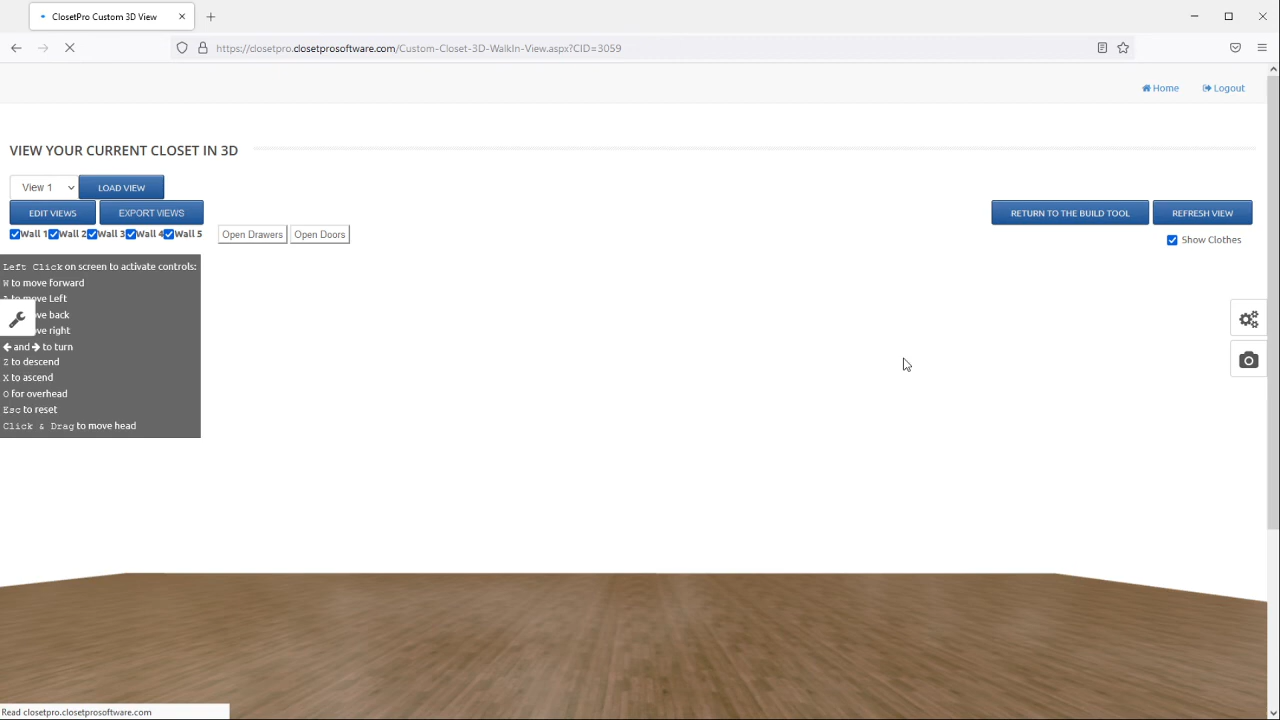 ClosetPro Custom 3D View
https://closetpro.closetprosoftware.com/Custom-Closet-3D-WalkIn-View.aspx?CID=3059
Home Logout
VIEW YOUR CURRENT CLOSET IN 3D
View 1 LOAD VIEW
EDIT VIEWS EXPORT VIEWS RETURN TO THE BUILD TOOL REFRESH VIEW
Wall 1 Wall 2 Wall 3 Wall 4 Wall 5 Open Drawers Open Doors Show Clothes
Left Click on screen to activate controls:
W to move forward
to move Left
back
right
and to turn
Z to descend
X to ascend
O for overhead
Esc to reset
Click & Drag to move head
Read closetpro.closetprosoftware.com